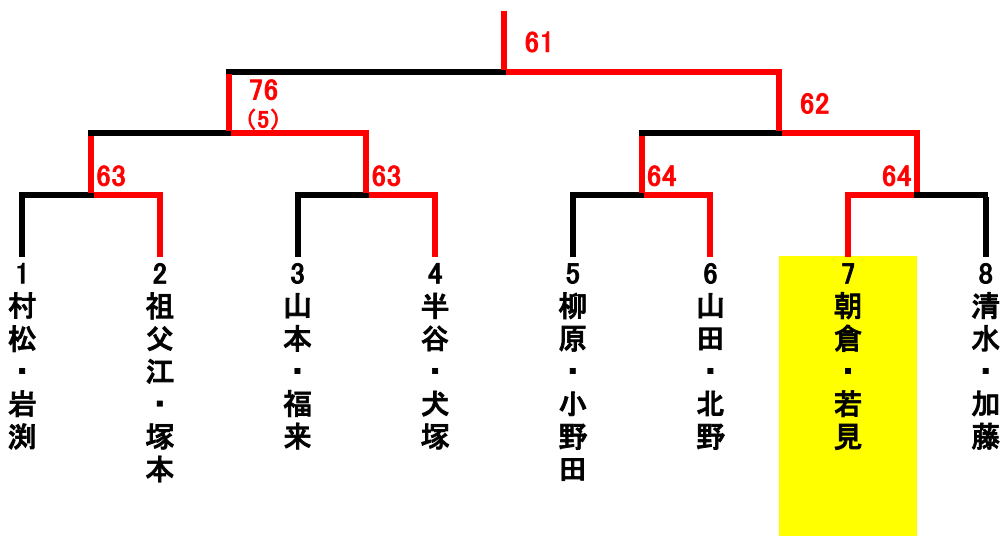 61
76
(5)
62
63
63
64
64
1
村松・岩渕
2
祖父江・塚本
3
山本・福来
4
半谷・犬塚
5
柳原・小野田
6
山田・北野
7
朝倉・若見
8
清水・加藤